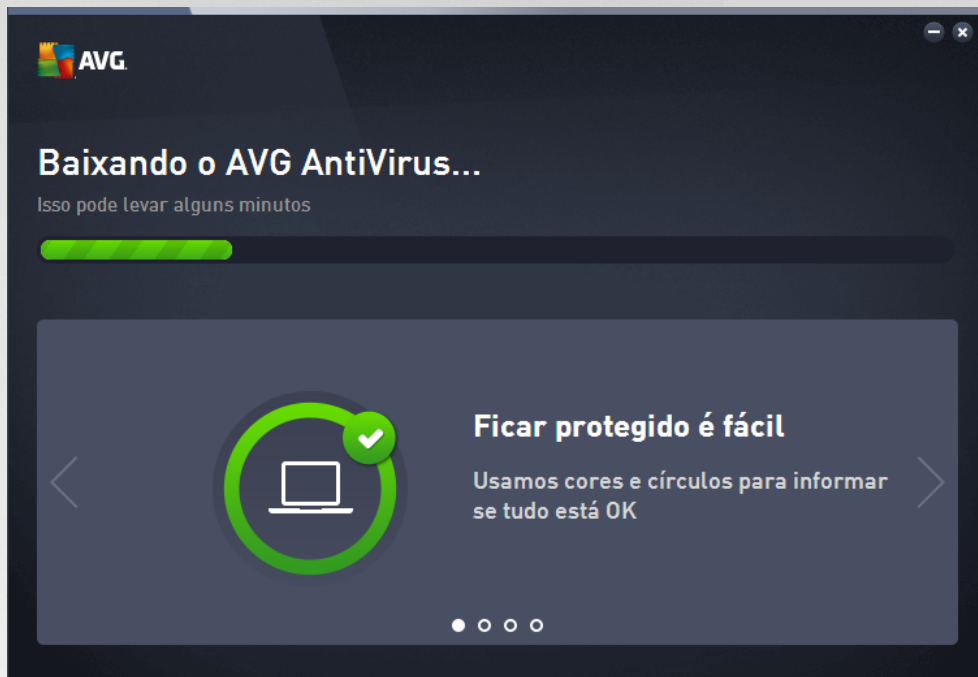 AVG
Baixando o AVG AntiVirus...
Isso pode levar alguns minutos
Ficar protegido é fácil
Usamos cores e círculos para informar
se tudo está OK